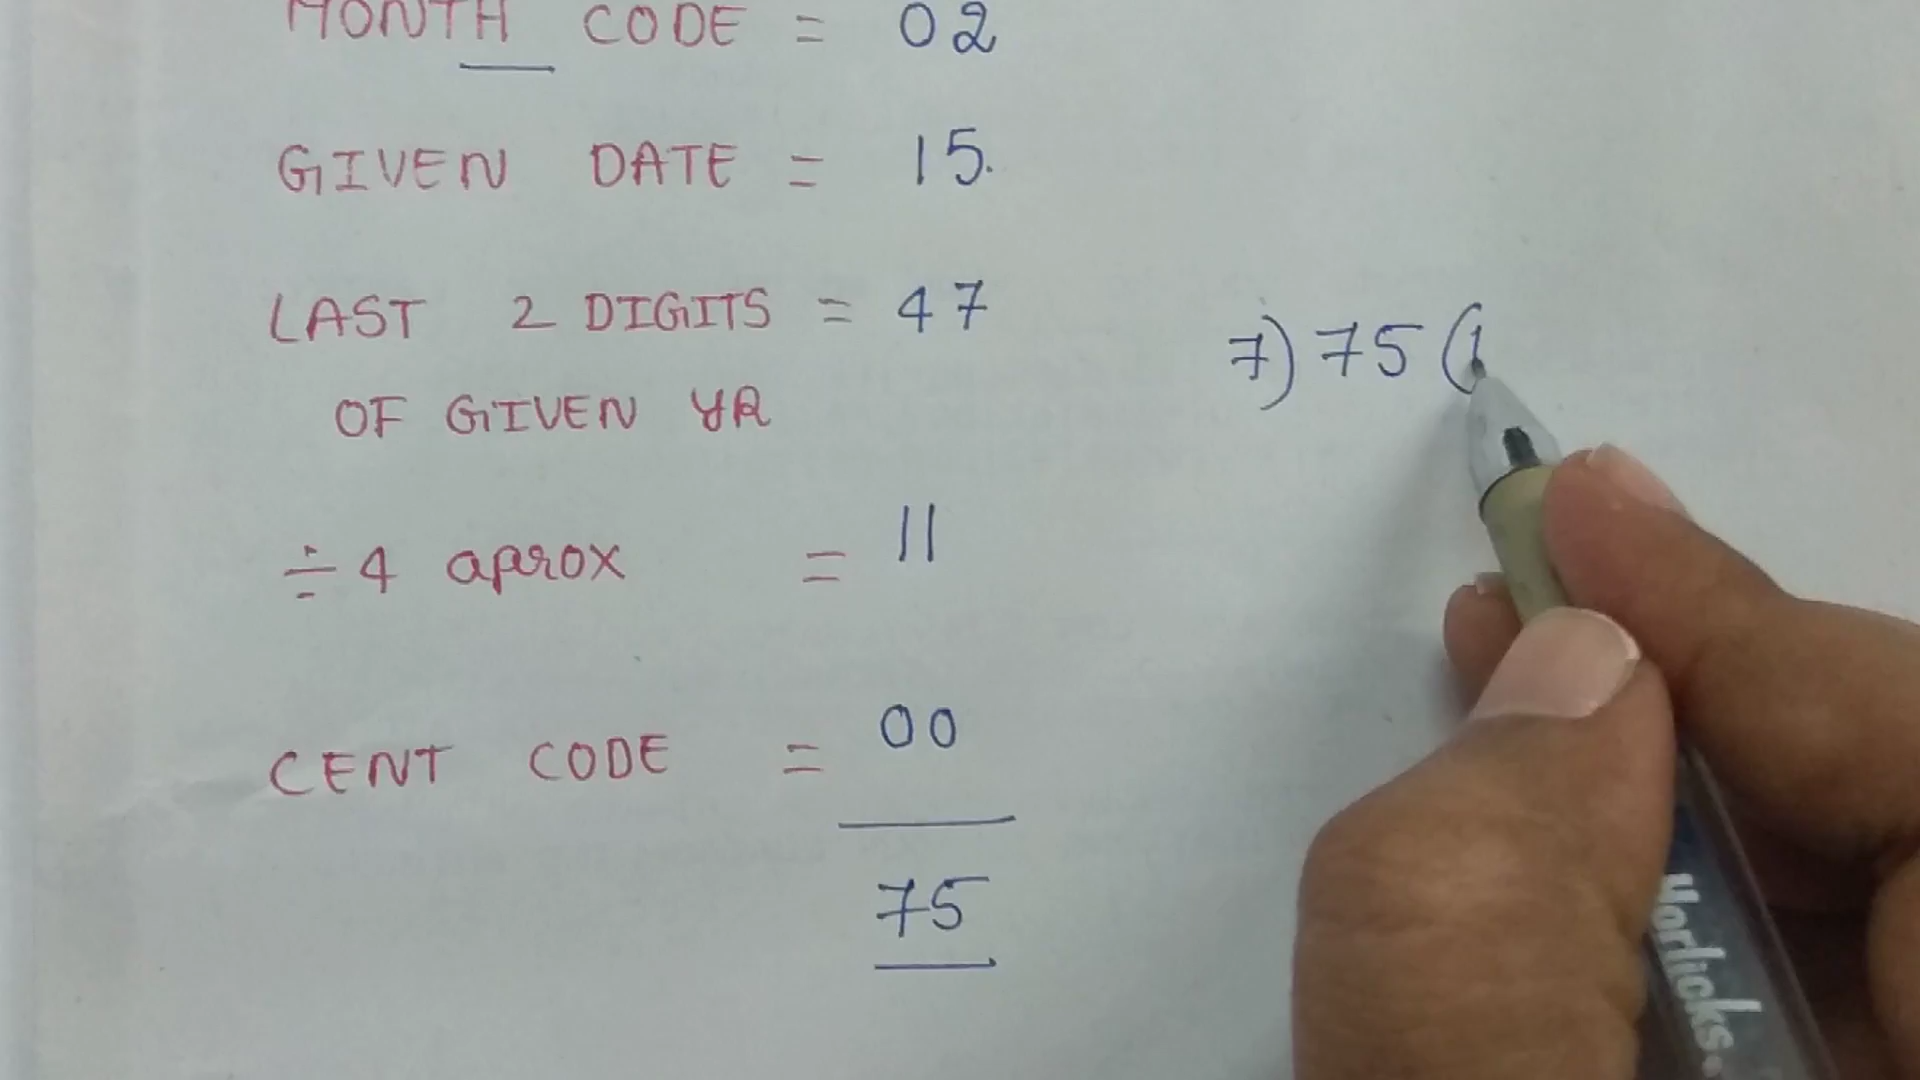 MONTH CODE = 02
GIVEN DATE = 15.
LAST 2 DIGITS = 47
OF GIVEN YR
7) 75 (1
÷ 4 aprox = 11
CENT CODE = 00
75
Horlicks.